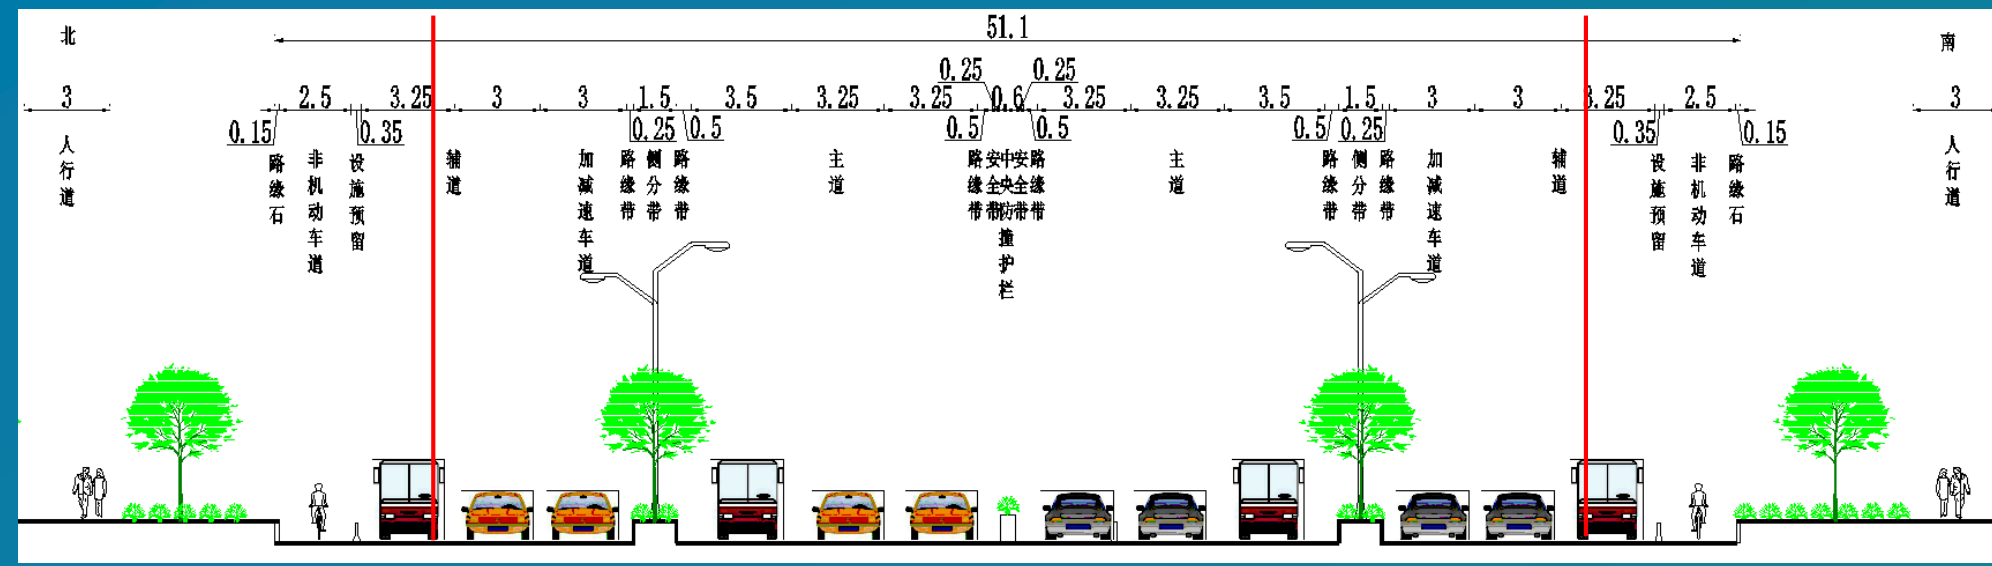 51.1
北
南
0.25
0.25
3
2.5
3.25
3
3
1.5
3.5
3.25
3.25
0.6
3.25
3.25
3.5
1.5
3
3
3.25
2.5
3
0.15
0.35
0.25
0.5
0.5
0.5
0.5
0.25
0.35
0.15
人行道
路缘石
非机动车道
设施预留
辅道
加减速车道
路缘带
侧分带
路缘带
主道
路缘带
安全带
中央防撞护栏
安全带
路缘带
主道
路缘带
侧分带
路缘带
加减速车道
辅道
设施预留
非机动车道
路缘石
人行道